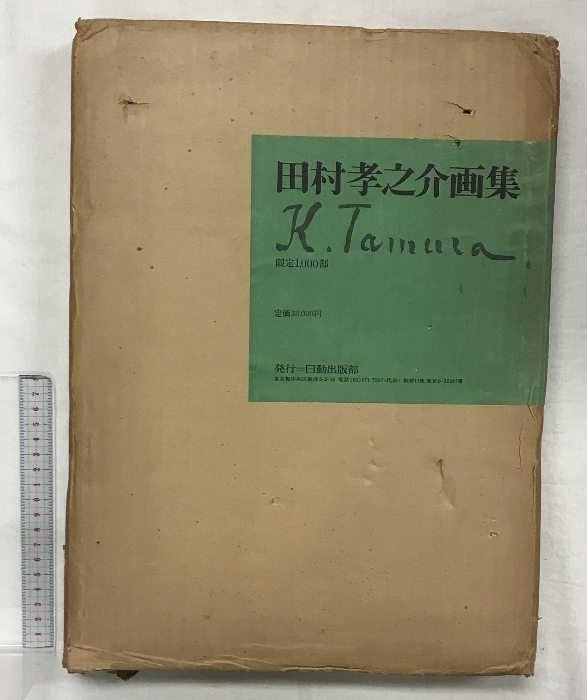 田村孝之介画集
K. Tamura
限定1,000部
定価38,000円
発行=日動出版部